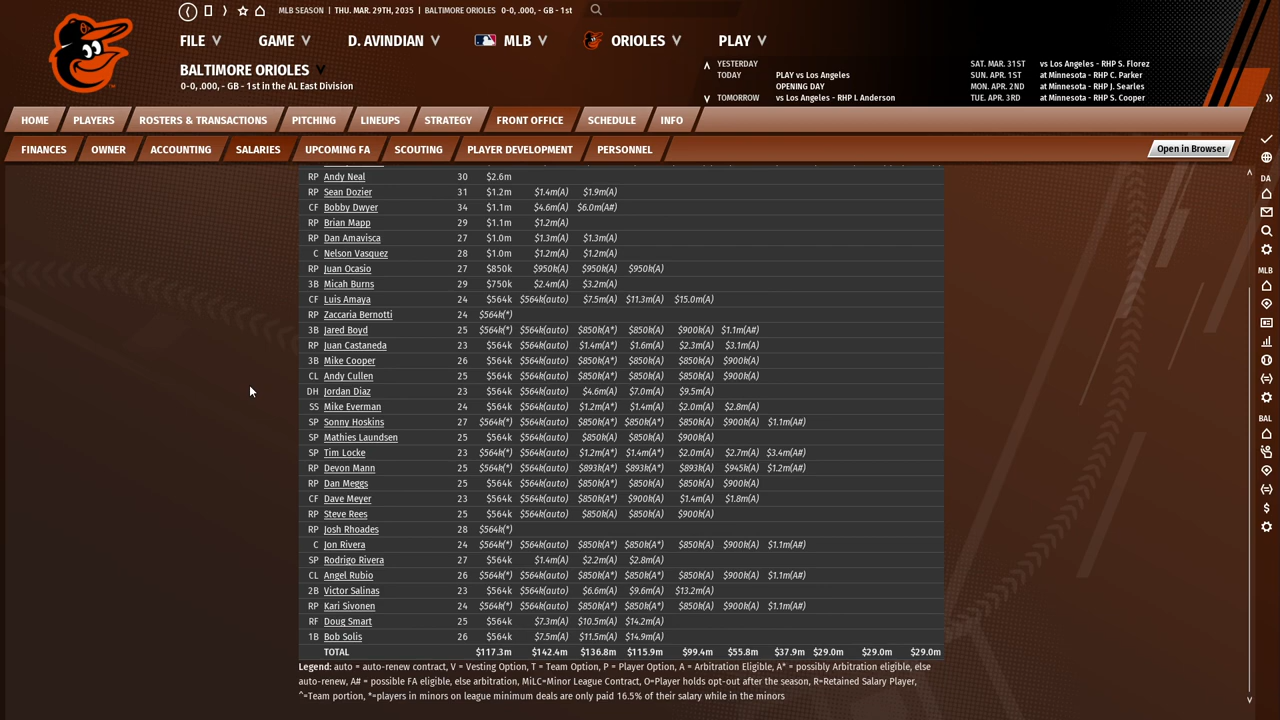 MLB SEASON | THU. MAR. 29TH, 2035 | BALTIMORE ORIOLES 0-0, .000, - GB - 1st
FILE GAME D. AVINDIAN MLB ORIOLES PLAY
BALTIMORE ORIOLES
0-0, .000, - GB - 1st in the AL East Division
YESTERDAY
TODAY PLAY vs Los Angeles
OPENING DAY
TOMORROW vs Los Angeles - RHP I. Anderson
SAT. MAR. 31ST vs Los Angeles - RHP S. Florez
SUN. APR. 1ST at Minnesota - RHP C. Parker
MON. APR. 2ND at Minnesota - RHP J. Searles
TUE. APR. 3RD at Minnesota - RHP S. Cooper
HOME PLAYERS ROSTERS & TRANSACTIONS PITCHING LINEUPS STRATEGY FRONT OFFICE SCHEDULE INFO
FINANCES OWNER ACCOUNTING SALARIES UPCOMING FA SCOUTING PLAYER DEVELOPMENT PERSONNEL Open in Browser
RP Andy Neal 30 $2.6m
RP Sean Dozier 31 $1.2m $1.4m(A) $1.9m(A)
CF Bobby Dwyer 34 $1.1m $4.6m(A) $6.0m(A#)
RP Brian Mapp 29 $1.1m $1.2m(A)
RP Dan Amavisca 27 $1.0m $1.3m(A) $1.3m(A)
C Nelson Vasquez 28 $1.0m $1.2m(A) $1.2m(A)
RP Juan Ocasio 27 $850k $950k(A) $950k(A) $950k(A)
3B Micah Burns 29 $750k $2.4m(A) $3.2m(A)
CF Luis Amaya 24 $564k $564k(auto) $7.5m(A) $11.3m(A) $15.0m(A)
RP Zaccaria Bernotti 24 $564k(*)
3B Jared Boyd 25 $564k(*) $564k(auto) $850k(A*) $850k(A) $900k(A) $1.1m(A#)
RP Juan Castaneda 23 $564k $564k(auto) $1.4m(A*) $1.6m(A) $2.3m(A) $3.1m(A)
3B Mike Cooper 26 $564k $564k(auto) $850k(A*) $850k(A) $850k(A) $900k(A)
CL Andy Cullen 25 $564k $564k(auto) $850k(A*) $850k(A) $850k(A) $900k(A)
DH Jordan Diaz 23 $564k $564k(auto) $4.6m(A) $7.0m(A) $9.5m(A)
SS Mike Everman 24 $564k $564k(auto) $1.2m(A*) $1.4m(A) $2.0m(A) $2.8m(A)
SP Sonny Hoskins 27 $564k(*) $564k(auto) $850k(A*) $850k(A*) $850k(A) $900k(A) $1.1m(A#)
SP Mathies Laundsen 25 $564k $564k(auto) $850k(A) $850k(A) $900k(A)
SP Tim Locke 23 $564k(*) $564k(auto) $1.2m(A*) $1.4m(A*) $2.0m(A) $2.7m(A) $3.4m(A#)
RP Devon Mann 25 $564k(*) $564k(auto) $893k(A*) $893k(A*) $893k(A) $945k(A) $1.2m(A#)
RP Dan Meggs 25 $564k $564k(auto) $850k(A*) $850k(A) $850k(A) $900k(A)
CF Dave Meyer 23 $564k $564k(auto) $850k(A*) $900k(A) $1.4m(A) $1.8m(A)
RP Steve Rees 25 $564k $564k(auto) $850k(A) $850k(A) $900k(A)
RP Josh Rhoades 28 $564k(*)
C Jon Rivera 24 $564k(*) $564k(auto) $850k(A*) $850k(A*) $850k(A) $900k(A) $1.1m(A#)
SP Rodrigo Rivera 27 $564k $1.4m(A) $2.2m(A) $2.8m(A)
CL Angel Rubio 26 $564k(*) $564k(auto) $850k(A*) $850k(A*) $850k(A) $900k(A) $1.1m(A#)
2B Victor Salinas 23 $564k $564k(auto) $6.6m(A) $9.6m(A) $13.2m(A)
RP Kari Sivonen 24 $564k(*) $564k(auto) $850k(A*) $850k(A*) $850k(A) $900k(A) $1.1m(A#)
RF Doug Smart 25 $564k $7.3m(A) $10.5m(A) $14.2m(A)
1B Bob Solis 26 $564k $7.5m(A) $11.5m(A) $14.9m(A)
TOTAL $117.3m $142.4m $136.8m $115.9m $99.4m $55.8m $37.9m $29.0m $29.0m $29.0m
Legend: auto = auto-renew contract, V = Vesting Option, T = Team Option, P = Player Option, A = Arbitration Eligible, A* = possibly Arbitration eligible, else
auto-renew, A# = possible FA eligible, else arbitration, MiLC=Minor League Contract, O=Player holds opt-out after the season, R=Retained Salary Player,
^=Team portion, *=players in minors on league minimum deals are only paid 16.5% of their salary while in the minors
DA
MLB
BAL